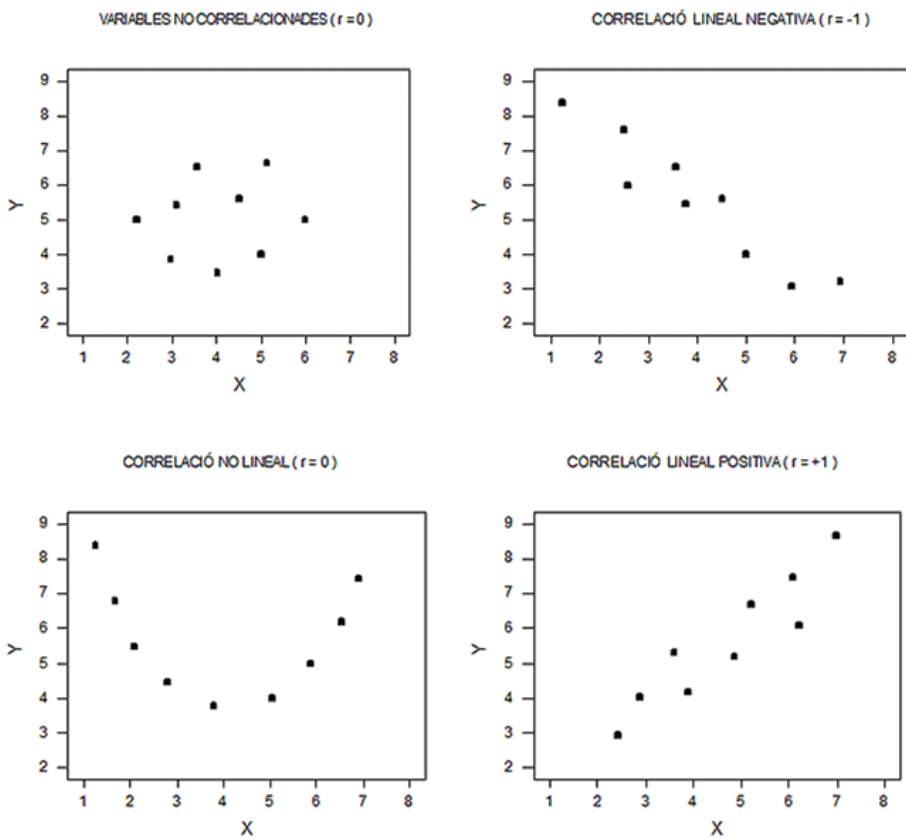 VARIABLES NO CORRELACIONADES ( r = 0 )
9
8
7
6
5
4
3
2
Y
1 2 3 4 5 6 7 8
X
CORRELACIÓ LINEAL NEGATIVA ( r = -1 )
9
8
7
6
5
4
3
2
Y
1 2 3 4 5 6 7 8
X
CORRELACIÓ NO LINEAL ( r = 0 )
9
8
7
6
5
4
3
2
Y
1 2 3 4 5 6 7 8
X
CORRELACIÓ LINEAL POSITIVA ( r = +1 )
9
8
7
6
5
4
3
2
Y
1 2 3 4 5 6 7 8
X